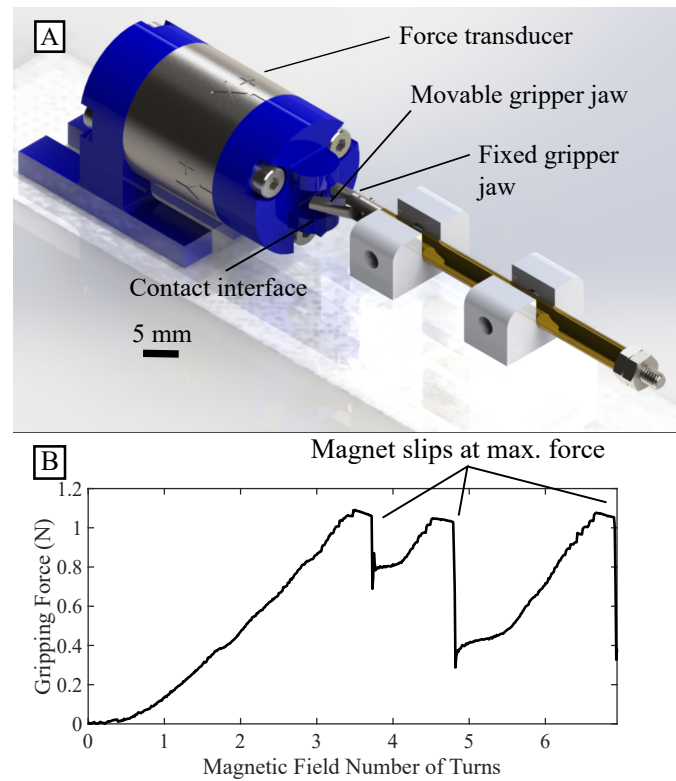 A
Force transducer
Movable gripper jaw
Fixed gripper
jaw
Contact interface
5 mm
B
Magnet slips at max. force
Gripping Force (N)
1.2
1
0.8
0.6
0.4
0.2
0
0 1 2 3 4 5 6
Magnetic Field Number of Turns